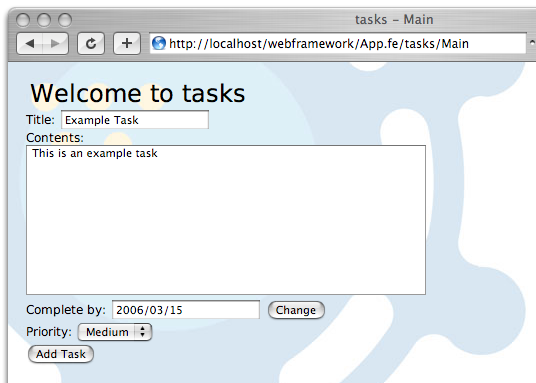 tasks – Main
http://localhost/webframework/App.fe/tasks/Main
Welcome to tasks
Title: Example Task
Contents:
This is an example task
Complete by: 2006/03/15 Change
Priority: Medium
Add Task